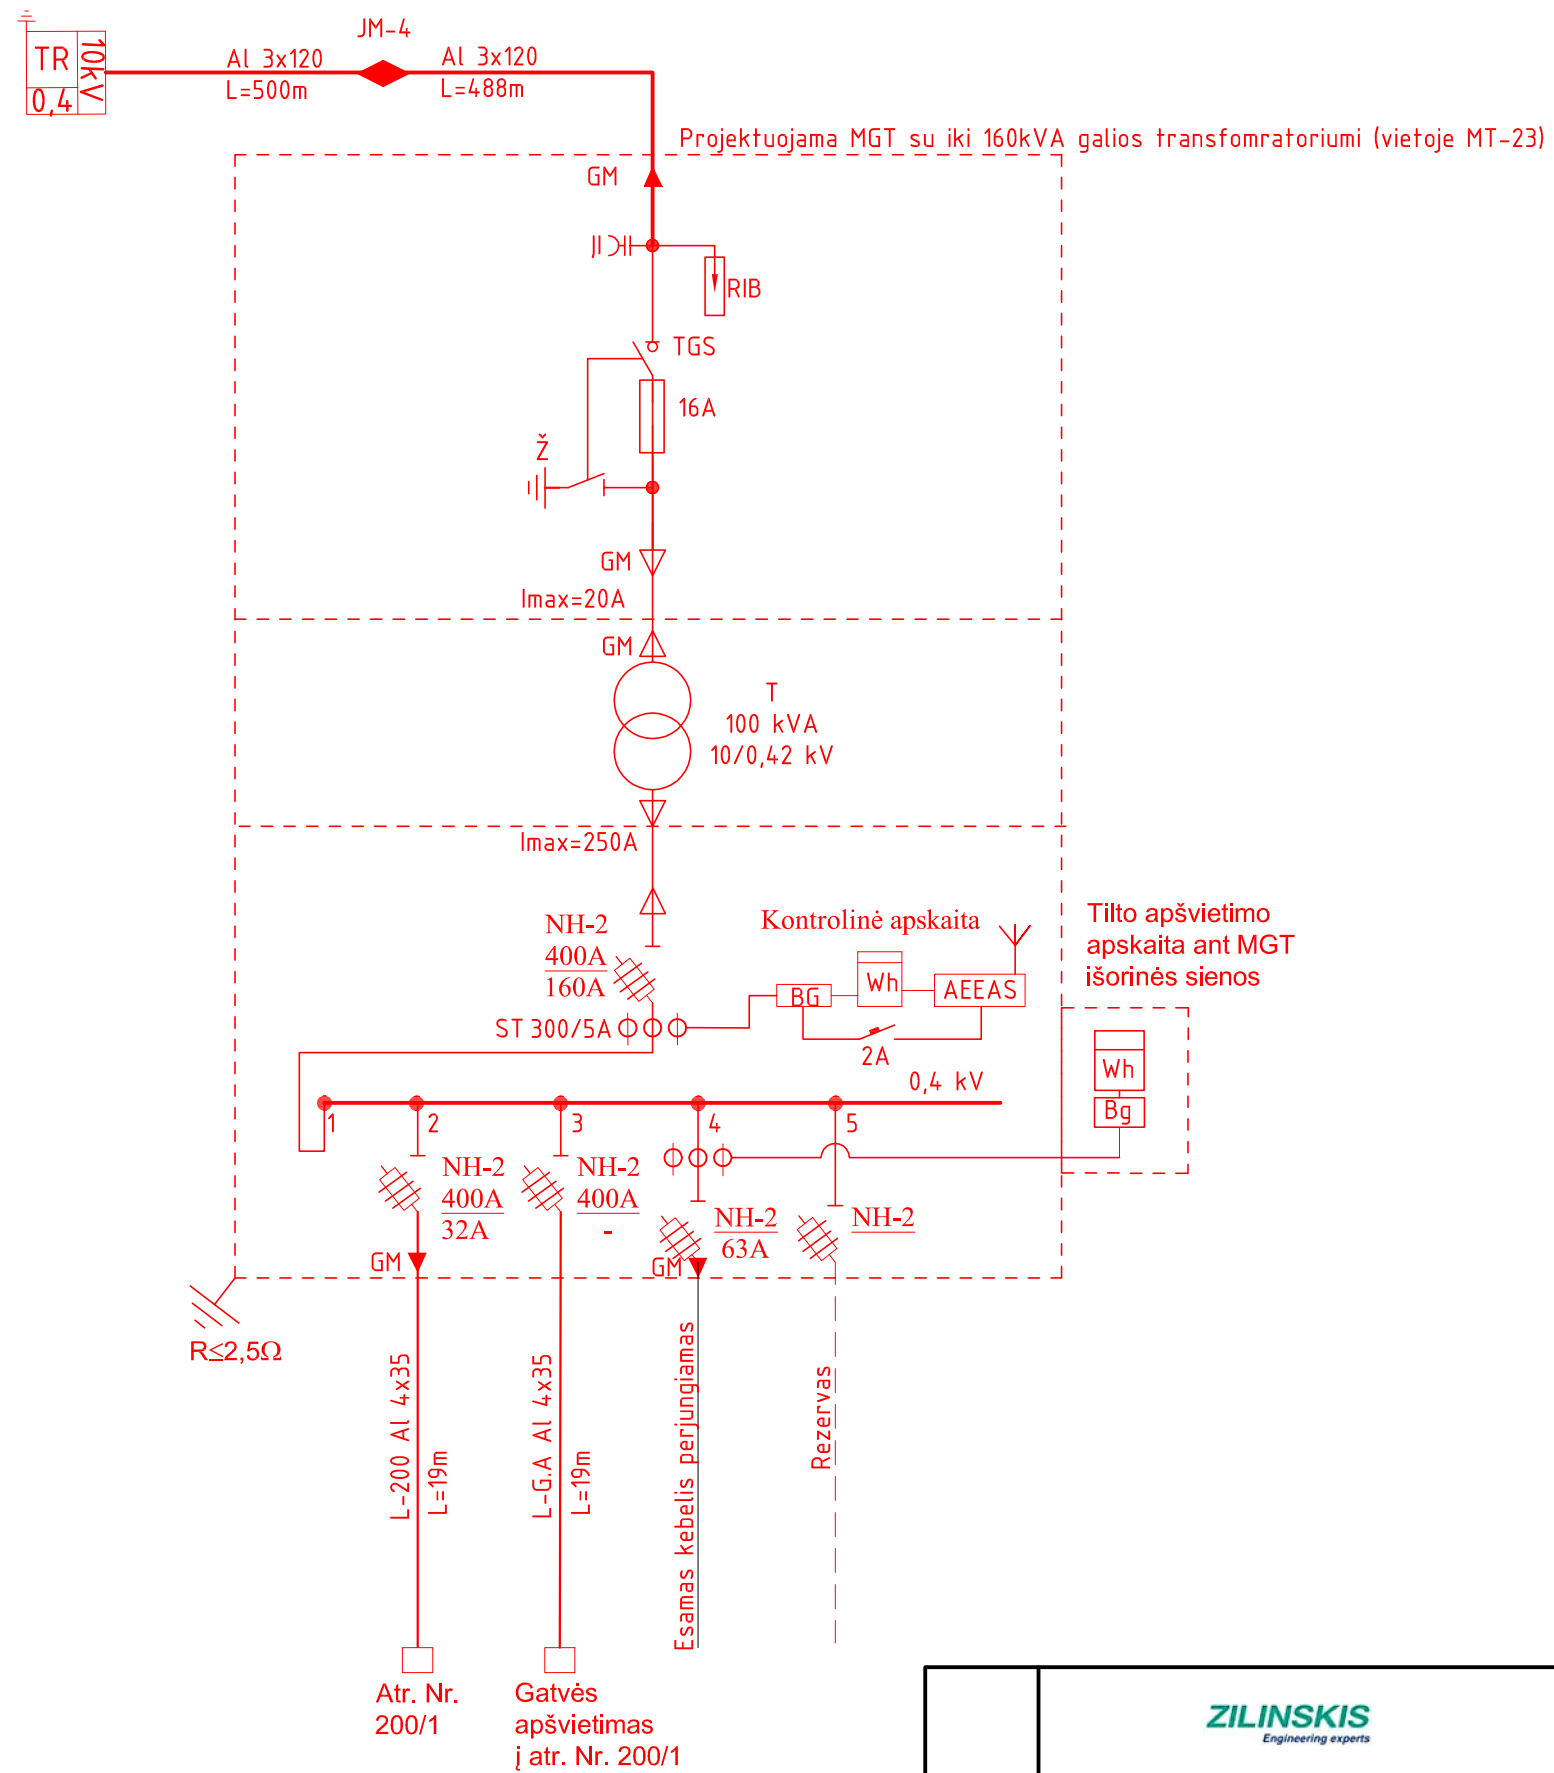 JM-4
TR
10kV
0,4
Al 3x120
L=500m
Al 3x120
L=488m
Projektuojama MGT su iki 160kVA galios transfomratoriumi (vietoje MT-23)
GM
RIB
TGS
16A
Ž
GM
Imax=20A
GM
T
100 kVA
10/0,42 kV
Imax=250A
NH-2
400A
160A
Kontrolinė apskaita
BG
Wh
AEEAS
2A
ST 300/5A
Tilto apšvietimo
apskaita ant MGT
išorinės sienos
Wh
Bg
0,4 kV
1
2
3
4
5
NH-2
400A
32A
NH-2
400A
-
NH-2
63A
NH-2
GM
GM
R≤2,5Ω
L-200 Al 4x35
L=19m
L-G.A Al 4x35
L=19m
Esamas kebelis perjungiamas
Rezervas
Atr. Nr.
200/1
Gatvės
apšvietimas
į atr. Nr. 200/1
ZILINSKIS
Engineering experts